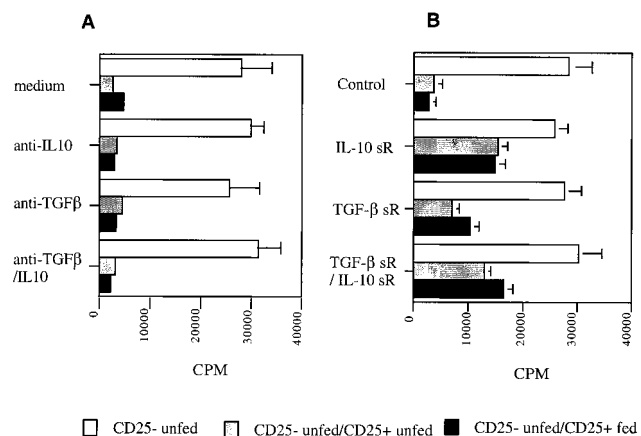 A
medium
anti-IL10
anti-TGFβ
anti-TGFβ
/IL10
0
10000
20000
30000
40000
CPM
B
Control
IL-10 sR
TGF-β sR
TGF-β sR
/ IL-10 sR
0
10000
20000
30000
40000
CPM
CD25- unfed
CD25- unfed/CD25+ unfed
CD25- unfed/CD25+ fed